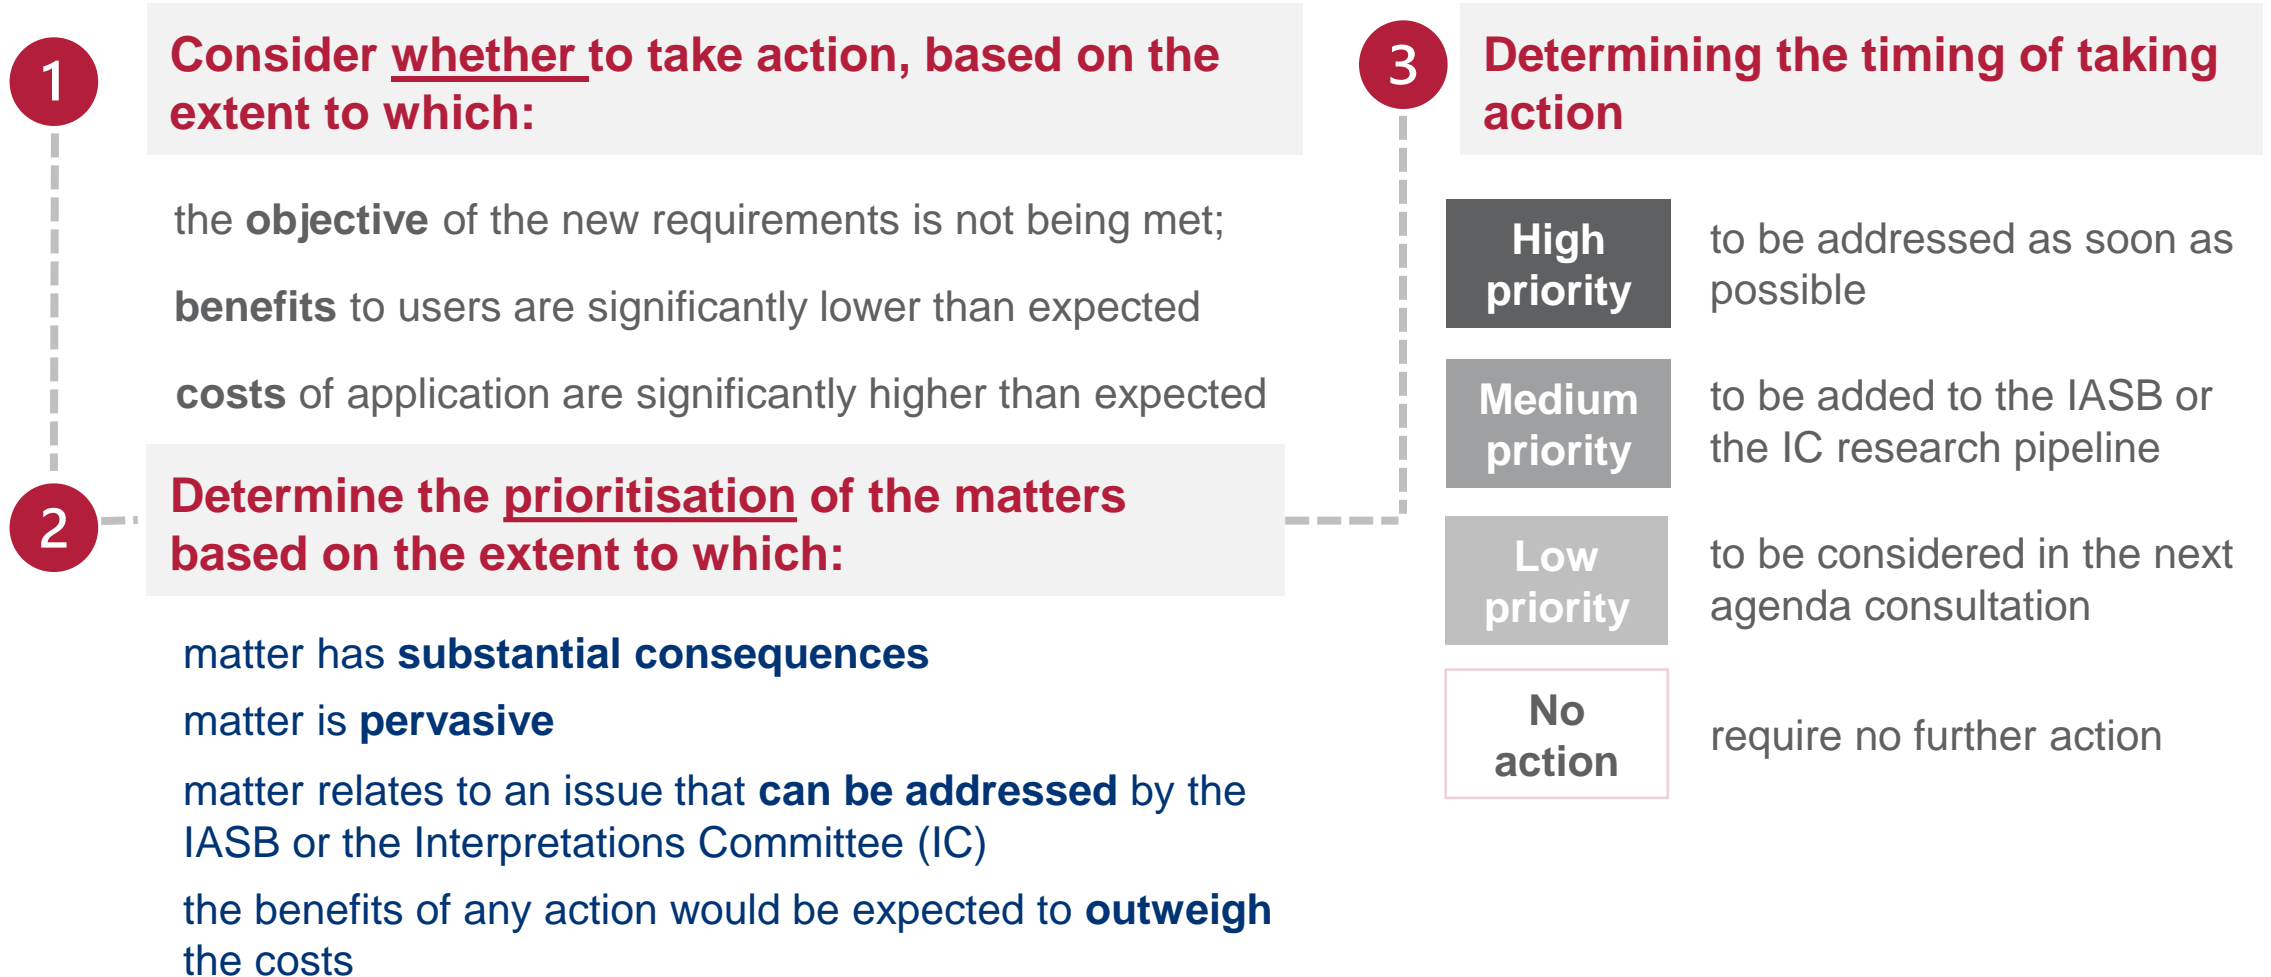 1
Consider whether to take action, based on the
extent to which:
the objective of the new requirements is not being met;
benefits to users are significantly lower than expected
costs of application are significantly higher than expected
2
Determine the prioritisation of the matters
based on the extent to which:
matter has substantial consequences
matter is pervasive
matter relates to an issue that can be addressed by the
IASB or the Interpretations Committee (IC)
the benefits of any action would be expected to outweigh
the costs
3
Determining the timing of taking
action
High
priority
to be addressed as soon as
possible
Medium
priority
to be added to the IASB or
the IC research pipeline
Low
priority
to be considered in the next
agenda consultation
No
action
require no further action